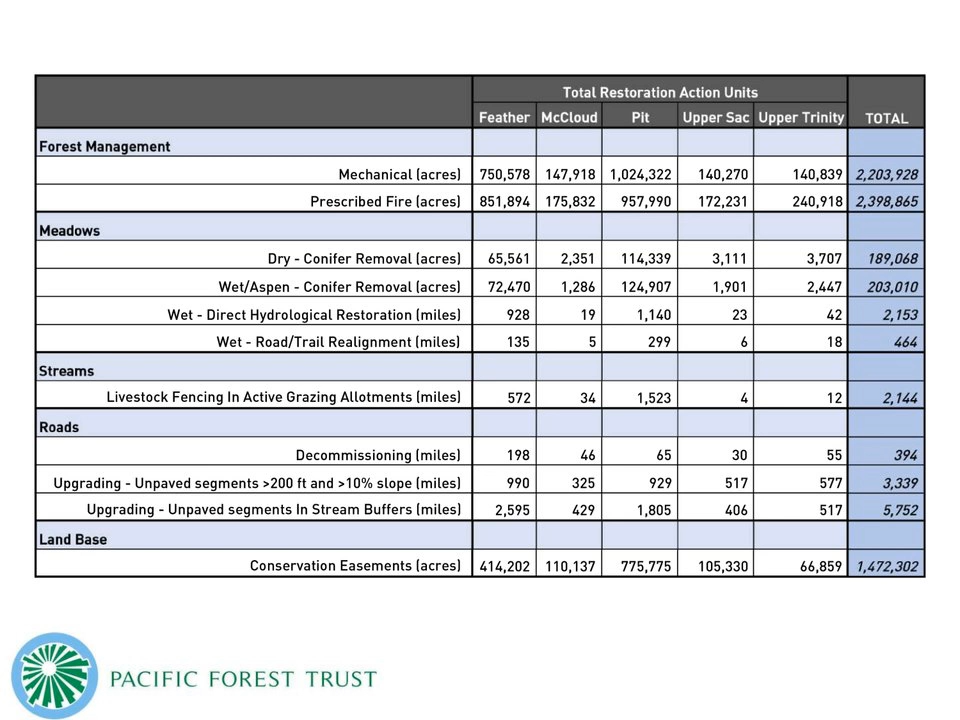 Total Restoration Action Units
Feather McCloud Pit Upper Sac Upper Trinity TOTAL
Forest Management
Mechanical (acres) 750,578 147,918 1,024,322 140,270 140,839 2,203,928
Prescribed Fire (acres) 851,894 175,832 957,990 172,231 240,918 2,398,865
Meadows
Dry - Conifer Removal (acres) 65,561 2,351 114,339 3,111 3,707 189,068
Wet/Aspen - Conifer Removal (acres) 72,470 1,286 124,907 1,901 2,447 203,010
Wet - Direct Hydrological Restoration (miles) 928 19 1,140 23 42 2,153
Wet - Road/Trail Realignment (miles) 135 5 299 6 18 464
Streams
Livestock Fencing In Active Grazing Allotments (miles) 572 34 1,523 4 12 2,144
Roads
Decommissioning (miles) 198 46 65 30 55 394
Upgrading - Unpaved segments >200 ft and >10% slope (miles) 990 325 929 517 577 3,339
Upgrading - Unpaved segments In Stream Buffers (miles) 2,595 429 1,805 406 517 5,752
Land Base
Conservation Easements (acres) 414,202 110,137 775,775 105,330 66,859 1,472,302
PACIFIC FOREST TRUST